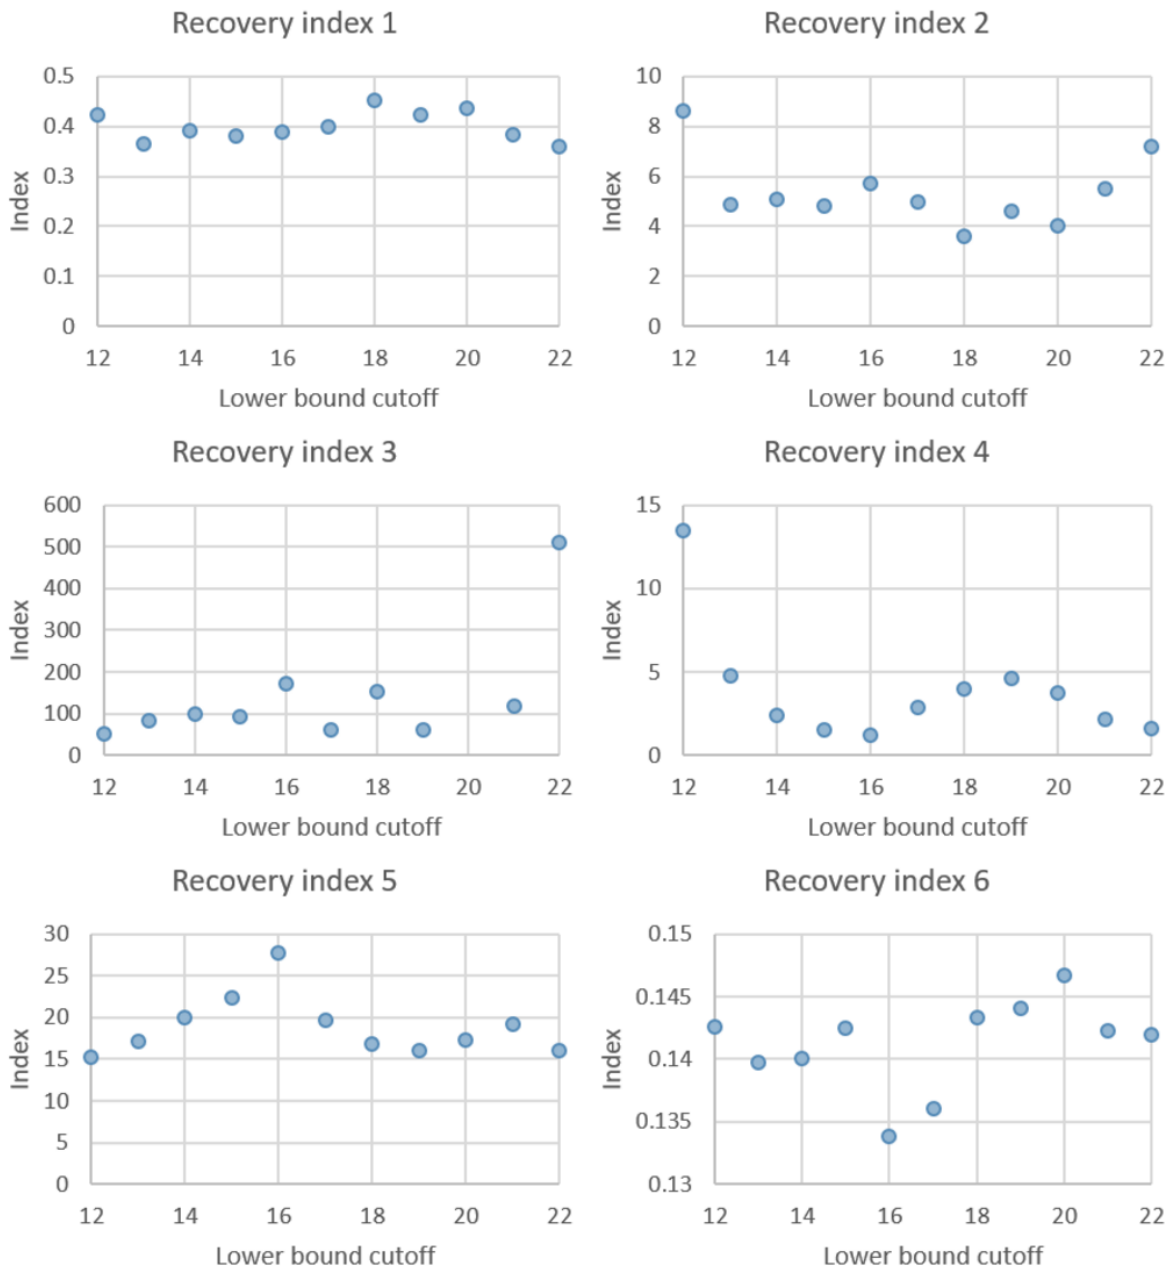 Recovery index 1
0.5
0.4
0.3
0.2
0.1
0
Index
12 14 16 18 20 22
Lower bound cutoff
Recovery index 2
10
8
6
4
2
0
Index
12 14 16 18 20 22
Lower bound cutoff
Recovery index 3
600
500
400
300
200
100
0
Index
12 14 16 18 20 22
Lower bound cutoff
Recovery index 4
15
10
5
0
Index
12 14 16 18 20 22
Lower bound cutoff
Recovery index 5
30
25
20
15
10
5
0
Index
12 14 16 18 20 22
Lower bound cutoff
Recovery index 6
0.15
0.145
0.14
0.135
0.13
Index
12 14 16 18 20 22
Lower bound cutoff